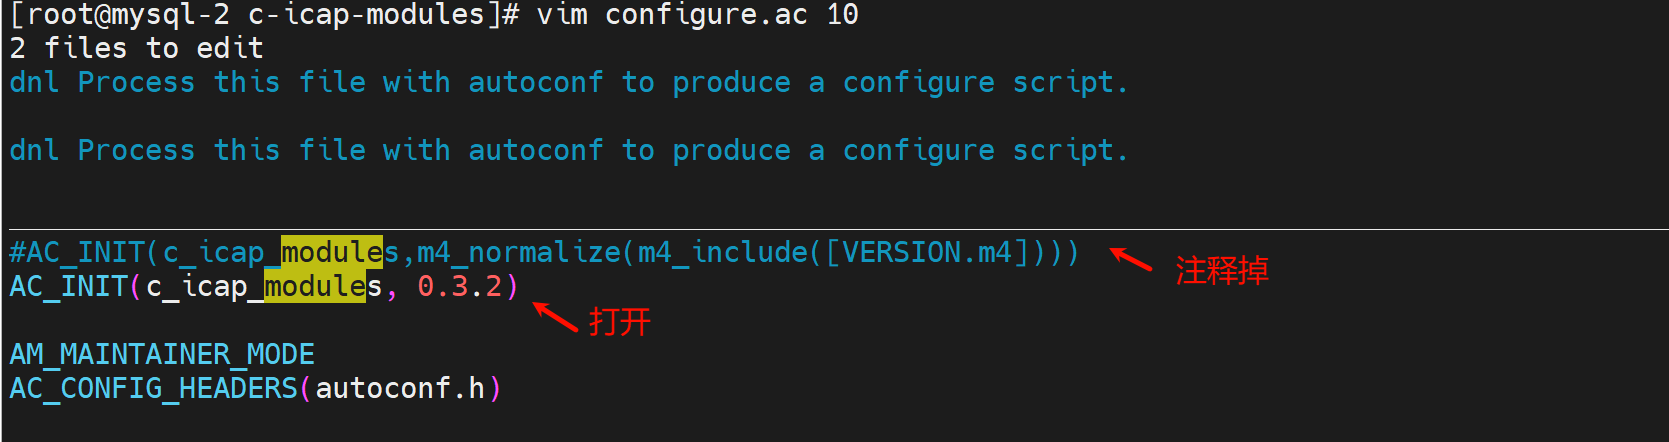 [root@mysql-2 c-icap-modules]# vim configure.ac 10
2 files to edit
dnl Process this file with autoconf to produce a configure script.
dnl Process this file with autoconf to produce a configure script.
#AC_INIT(c_icap_modules,m4_normalize(m4_include([VERSION.m4])))
注释掉
AC_INIT(c_icap_modules, 0.3.2)
打开
AM_MAINTAINER_MODE
AC_CONFIG_HEADERS(autoconf.h)